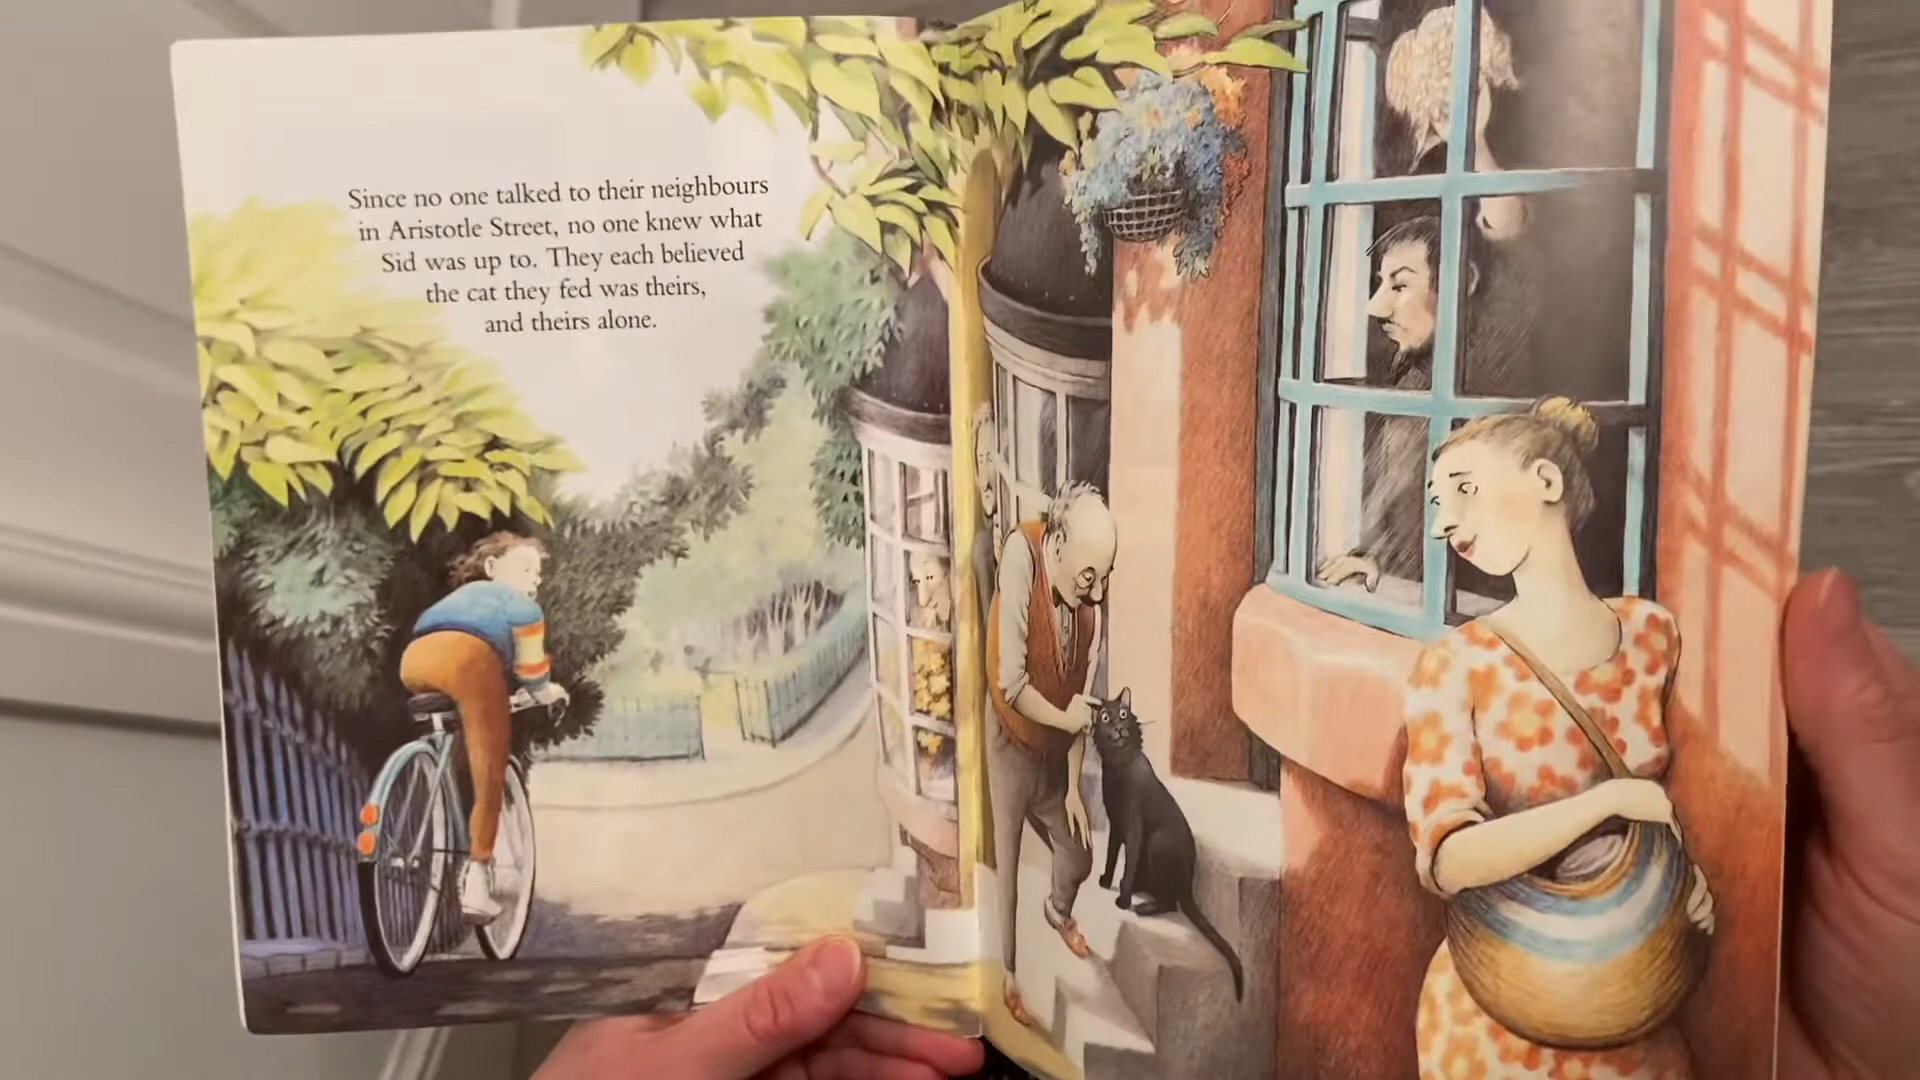 Since no one talked to their neighbours
in Aristotle Street, no one knew what
Sid was up to. They each believed
the cat they fed was theirs,
and theirs alone.